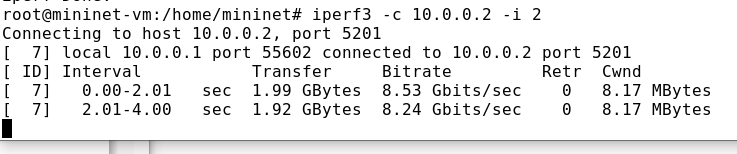 root@mininet-vm:/home/mininet# iperf3 -c 10.0.0.2 -i 2
Connecting to host 10.0.0.2, port 5201
[  7] local 10.0.0.1 port 55602 connected to 10.0.0.2 port 5201
[ ID] Interval           Transfer     Bitrate         Retr  Cwnd
[  7]   0.00-2.01   sec  1.99 GBytes  8.53 Gbits/sec    0   8.17 MBytes
[  7]   2.01-4.00   sec  1.92 GBytes  8.24 Gbits/sec    0   8.17 MBytes